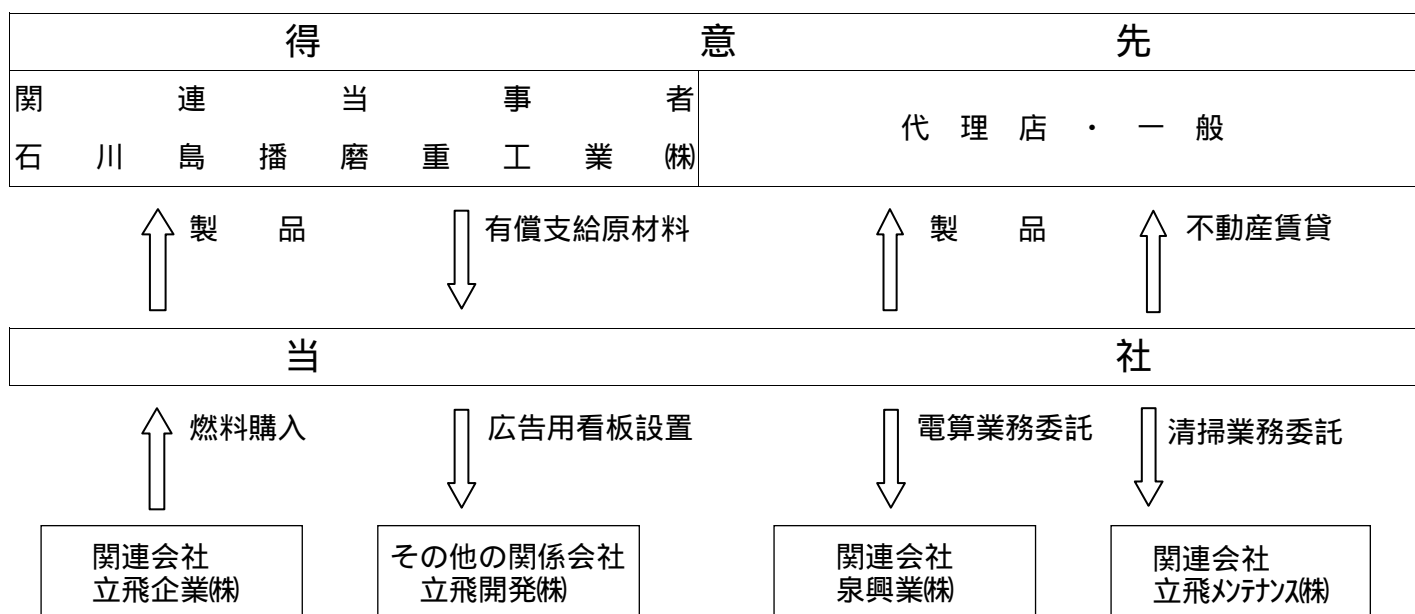 得意先
関連当事者
石川島播磨重工業㈱
代理店・一般
製品
有償支給原材料
製品
不動産賃貸
当社
燃料購入
広告用看板設置
電算業務委託
清掃業務委託
関連会社
立飛企業㈱
その他の関係会社
立飛開発㈱
関連会社
泉興業㈱
関連会社
立飛ﾒﾝﾃﾅﾝｽ㈱